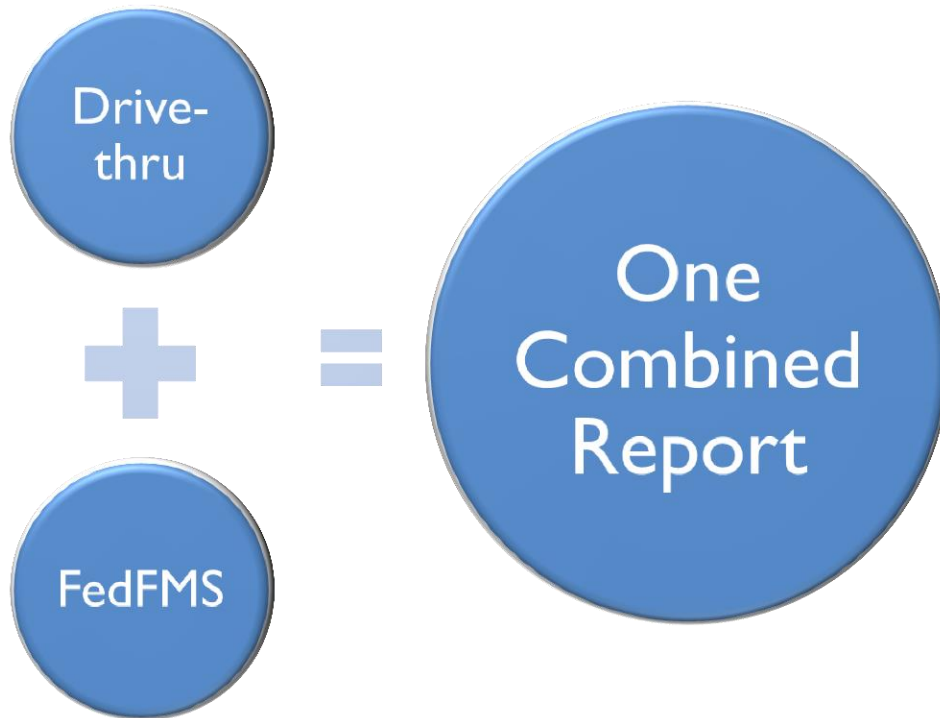 Drive-
thru
FedFMS
One
Combined
Report